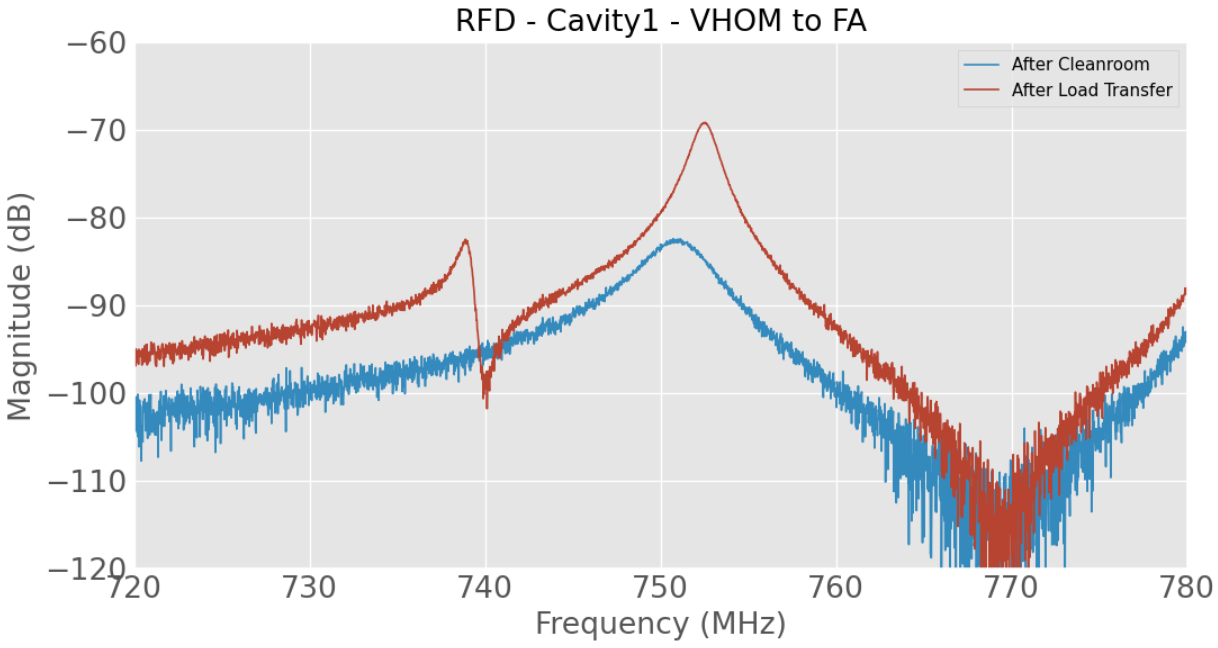 RFD - Cavity1 - VHOM to FA
After Cleanroom
After Load Transfer
Magnitude (dB)
−60
−70
−80
−90
−100
−110
−120
720 730 740 750 760 770 780
Frequency (MHz)